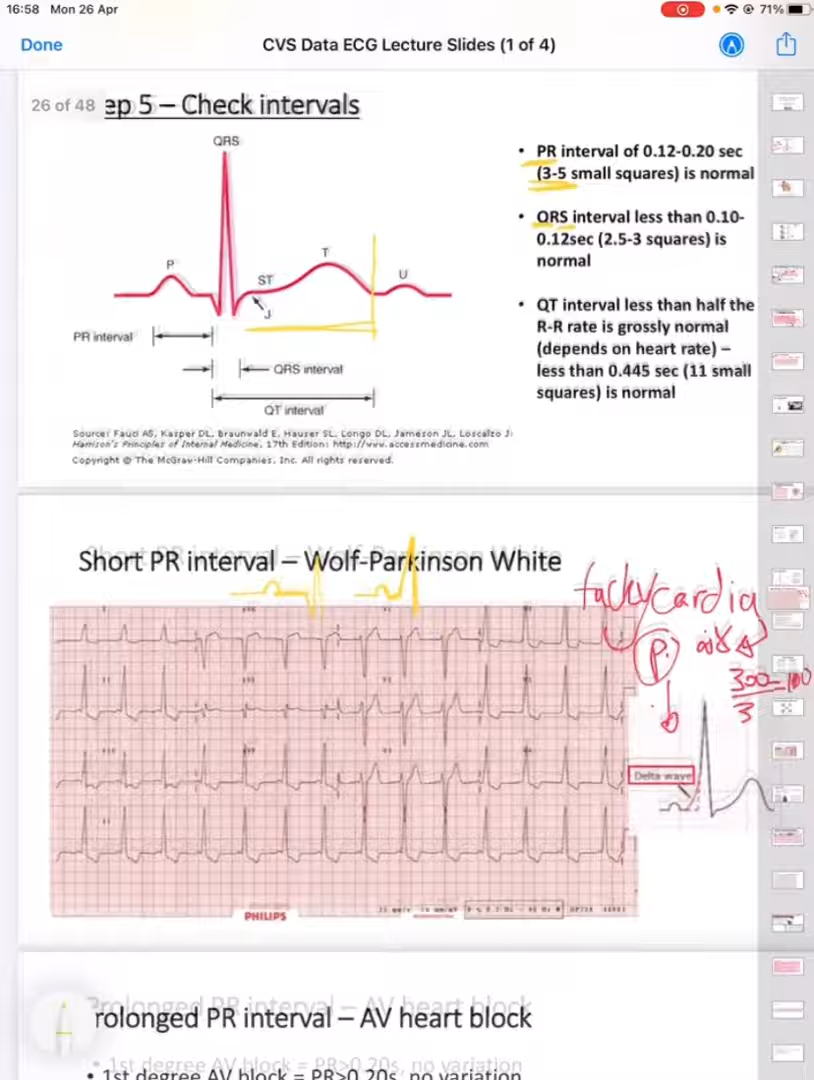 16:58 Mon 26 Apr
71%
Done
CVS Data ECG Lecture Slides (1 of 4)
26 of 48
ep 5 – Check intervals
QRS
P
ST
T
U
J
PR interval
QRS interval
QT interval
Source: Fauci AS, Kasper DL, Braunwald E, Hauser SL, Longo DL, Jameson JL, Loscalzo J:
Harrison's Principles of Internal Medicine, 17th Edition: http://www.accessmedicine.com
Copyright © The McGraw-Hill Companies, Inc. All rights reserved.
• PR interval of 0.12-0.20 sec
(3-5 small squares) is normal
• QRS interval less than 0.10-
0.12sec (2.5-3 squares) is
normal
• QT interval less than half the
R-R rate is grossly normal
(depends on heart rate) –
less than 0.445 sec (11 small
squares) is normal
Short PR interval – Wolf-Parkinson White
tachycardia
P
300 = 100
3
Delta wave
PHILIPS
rolonged PR interval – AV heart block
• 1st degree AV block = PR>0.20s, no variation